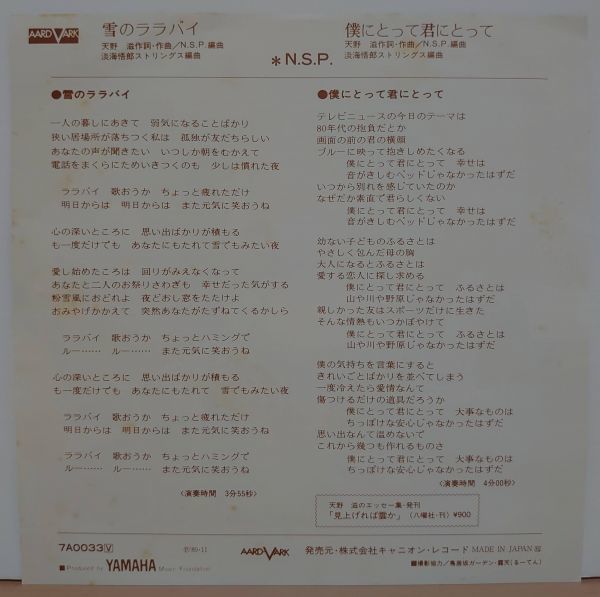 AARDVARK
雪のララバイ
天野 滋作詞・作曲/N.S.P.編曲
淡海悟郎ストリングス編曲
*N.S.P.
僕にとって君にとって
天野 滋作詞・作曲/N.S.P.編曲
淡海悟郎ストリングス編曲
●雪のララバイ
一人の暮しにあきて 弱気になることばかり
狭い居場所が落ちつく私は 孤独が友だちらしい
あなたの声が聞きたい いつしか朝をむかえて
電話をまくらにためいきつくのも 少しは慣れた夜
ララバイ 歌おうか ちょっと疲れただけ
明日からは 明日からは また元気に笑おうね
心の深いところに 思い出ばかりが積もる
も一度だけでも あなたにもたれて雪でもみたい夜
愛し始めたころは 回りがみえなくなって
あなたと二人のお祭りさわぎも 幸せだった気がする
粉雪風におどれよ 夜どおし窓をたたけよ
おみやげかかえて 突然あなたがたずねてくるかしら
ララバイ 歌おうか ちょっとハミングで
ルー…… ルー…… また元気に笑おうね
心の深いところに 思い出ばかりが積もる
も一度だけでも あなたにもたれて 雪でもみたい夜
ララバイ 歌おうか ちょっと疲れただけ
明日からは 明日からは また元気に笑おうね
ララバイ 歌おうか ちょっとハミングで
ルー…… ルー…… また元気に笑おうね
〈演奏時間 3分55秒〉
●僕にとって君にとって
テレビニュースの今日のテーマは
80年代の抱負だとか
画面の前の君の横顔
ブルーに映って抱きしめたくなる
僕にとって君にとって 幸せは
音がきしむベッドじゃなかったはずだ
いつから別れを感じていたのか
なぜだか素直で君らしくない
僕にとって君にとって 幸せは
音がきしむベッドじゃなかったはずだ
幼ない子どものふるさとは
やさしく包んだ母の胸
大人になるとふるさとは
愛する恋人に探し求める
僕にとって君にとって ふるさとは
山や川や野原じゃなかったはずだ
親しかった友はスポーツだけに生きた
そんな情熱もいつかぼやけて
僕にとって君にとって ふるさとは
山や川や野原じゃなかったはずだ
僕の気持ちを言葉にすると
きれいごとばかりを並べてしまう
一度冷えたら愛情なんて
傷つけるだけの道具だろうか
僕にとって君にとって 大事なものは
ちっぽけな安心じゃなかったはずだ
思い出なんて温めないで
これから幾つも作れるものさ
僕にとって君にとって 大事なものは
ちっぽけな安心じゃなかったはずだ
〈演奏時間 4分00秒〉
天野 滋のエッセー集・発刊
「見上げれば雲か」(八曜社・刊)¥900
7A0033Ⓥ
Ⓟ'80・11
AARDVARK
発売元・株式会社キャニオン・レコード MADE IN JAPAN
■Produced by YAMAHA Music Foundation
■撮影協力/鳥居坂ガーデン・露天(るーてん)